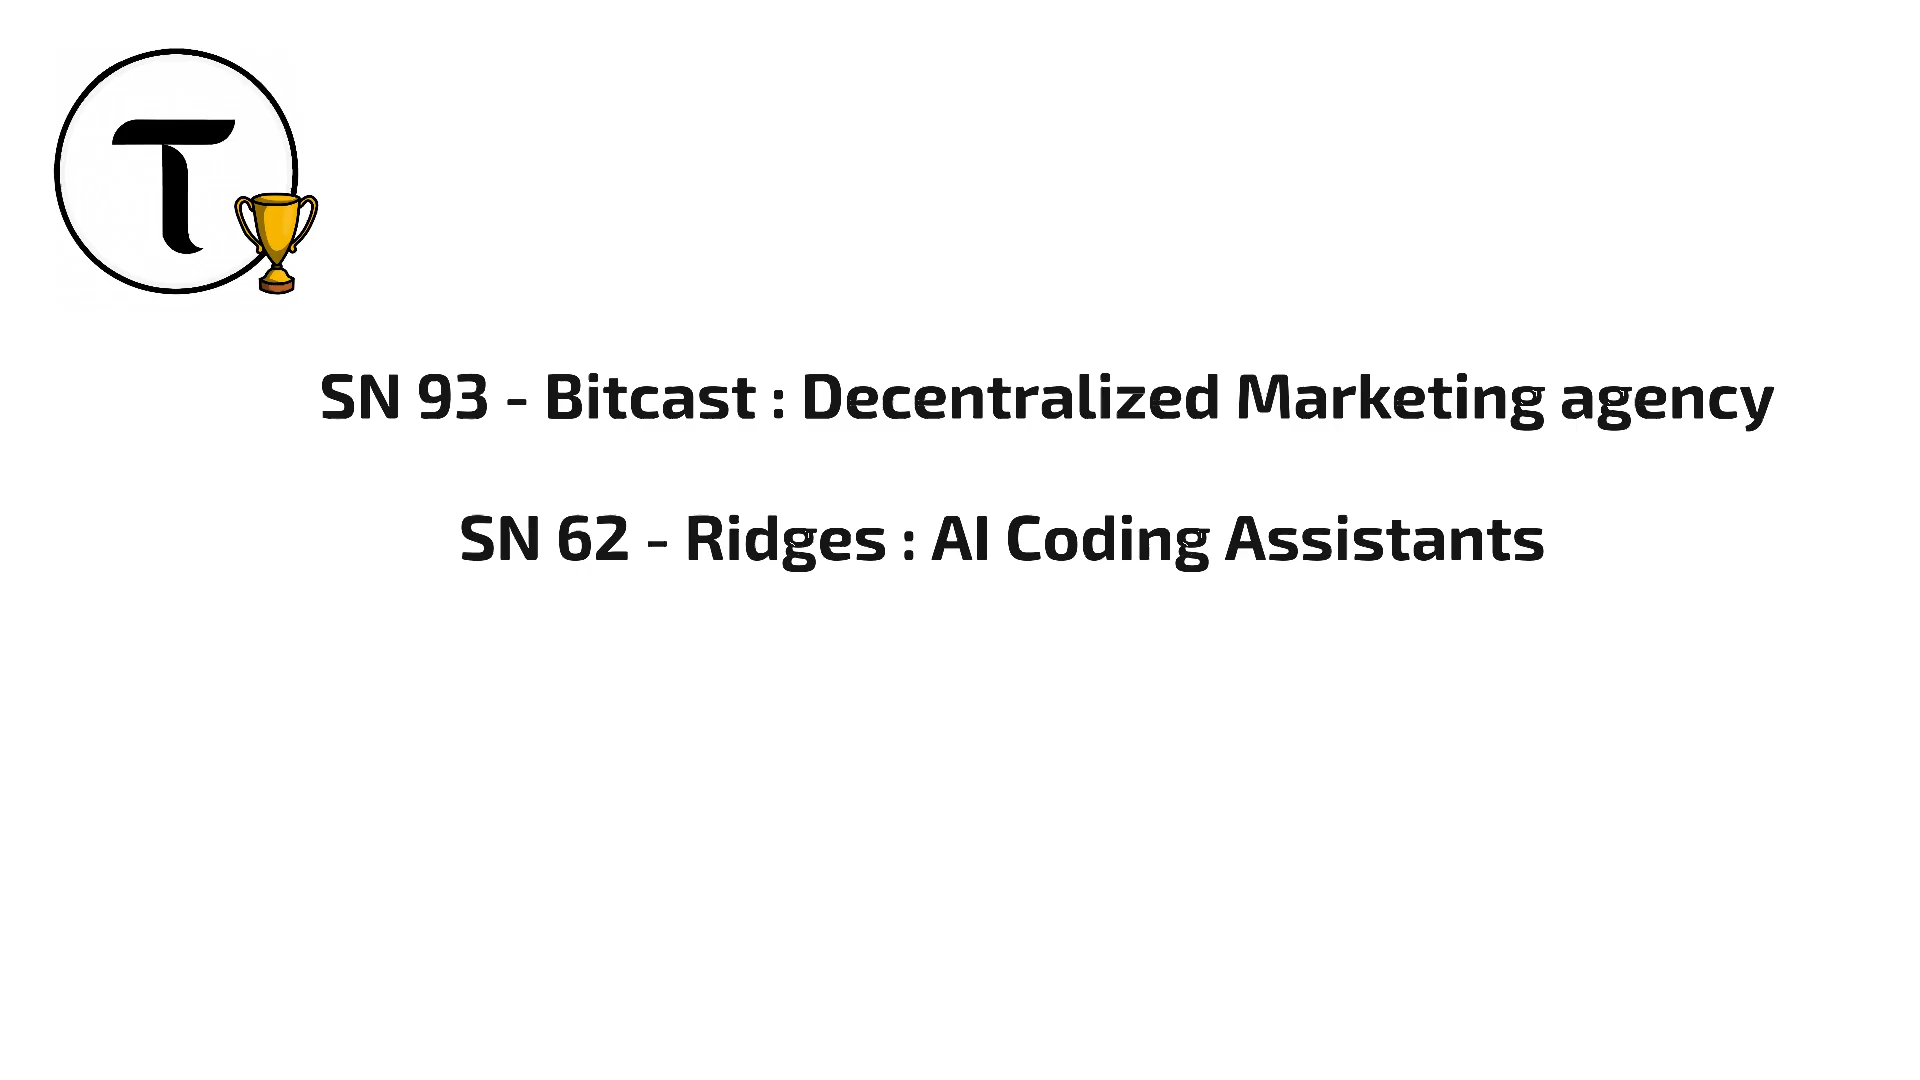 SN 93 - Bitcast : Decentralized Marketing agency
SN 62 - Ridges : AI Coding Assistants